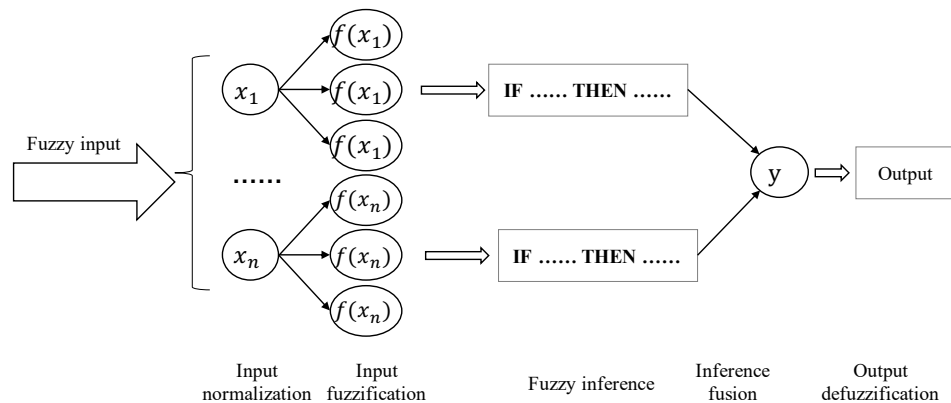 f(x₁)
x₁
f(x₁)
IF …… THEN ……
f(x₁)
Fuzzy input
……
y
Output
f(xₙ)
xₙ
f(xₙ)
IF …… THEN ……
f(xₙ)
Input
normalization
Input
fuzzification
Fuzzy inference
Inference
fusion
Output
defuzzification